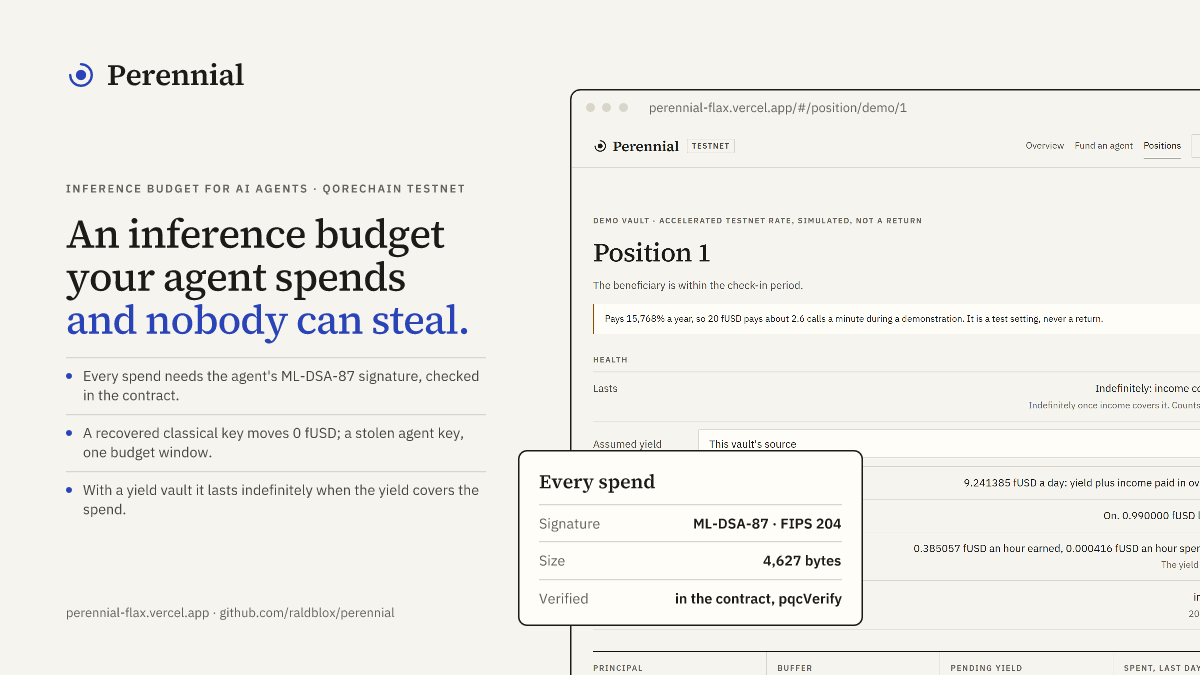 Perennial
INFERENCE BUDGET FOR AI AGENTS · QORECHAIN TESTNET
An inference budget
your agent spends
and nobody can steal.
Every spend needs the agent's ML-DSA-87 signature, checked
in the contract.
A recovered classical key moves 0 fUSD; a stolen agent key,
one budget window.
With a yield vault it lasts indefinitely when the yield covers the
spend.
perennial-flax.vercel.app · github.com/raldblox/perennial
perennial-flax.vercel.app/#/position/demo/1
Perennial TESTNET
Overview Fund an agent Positions
DEMO VAULT · ACCELERATED TESTNET RATE, SIMULATED, NOT A RETURN
Position 1
The beneficiary is within the check-in period.
Pays 15,768% a year, so 20 fUSD pays about 2.6 calls a minute during a demonstration. It is a test setting, never a return.
HEALTH
Lasts
Indefinitely: income
Indefinitely once income covers it. Counts
Assumed yield This vault's source
9.241385 fUSD a day: yield plus income paid in
On. 0.990000 fUSD
0.385057 fUSD an hour earned, 0.000416 fUSD an hour
The yield
20
Every spend
Signature ML-DSA-87 · FIPS 204
Size 4,627 bytes
Verified in the contract, pqcVerify
PRINCIPAL BUFFER PENDING YIELD SPENT, LAST DAY